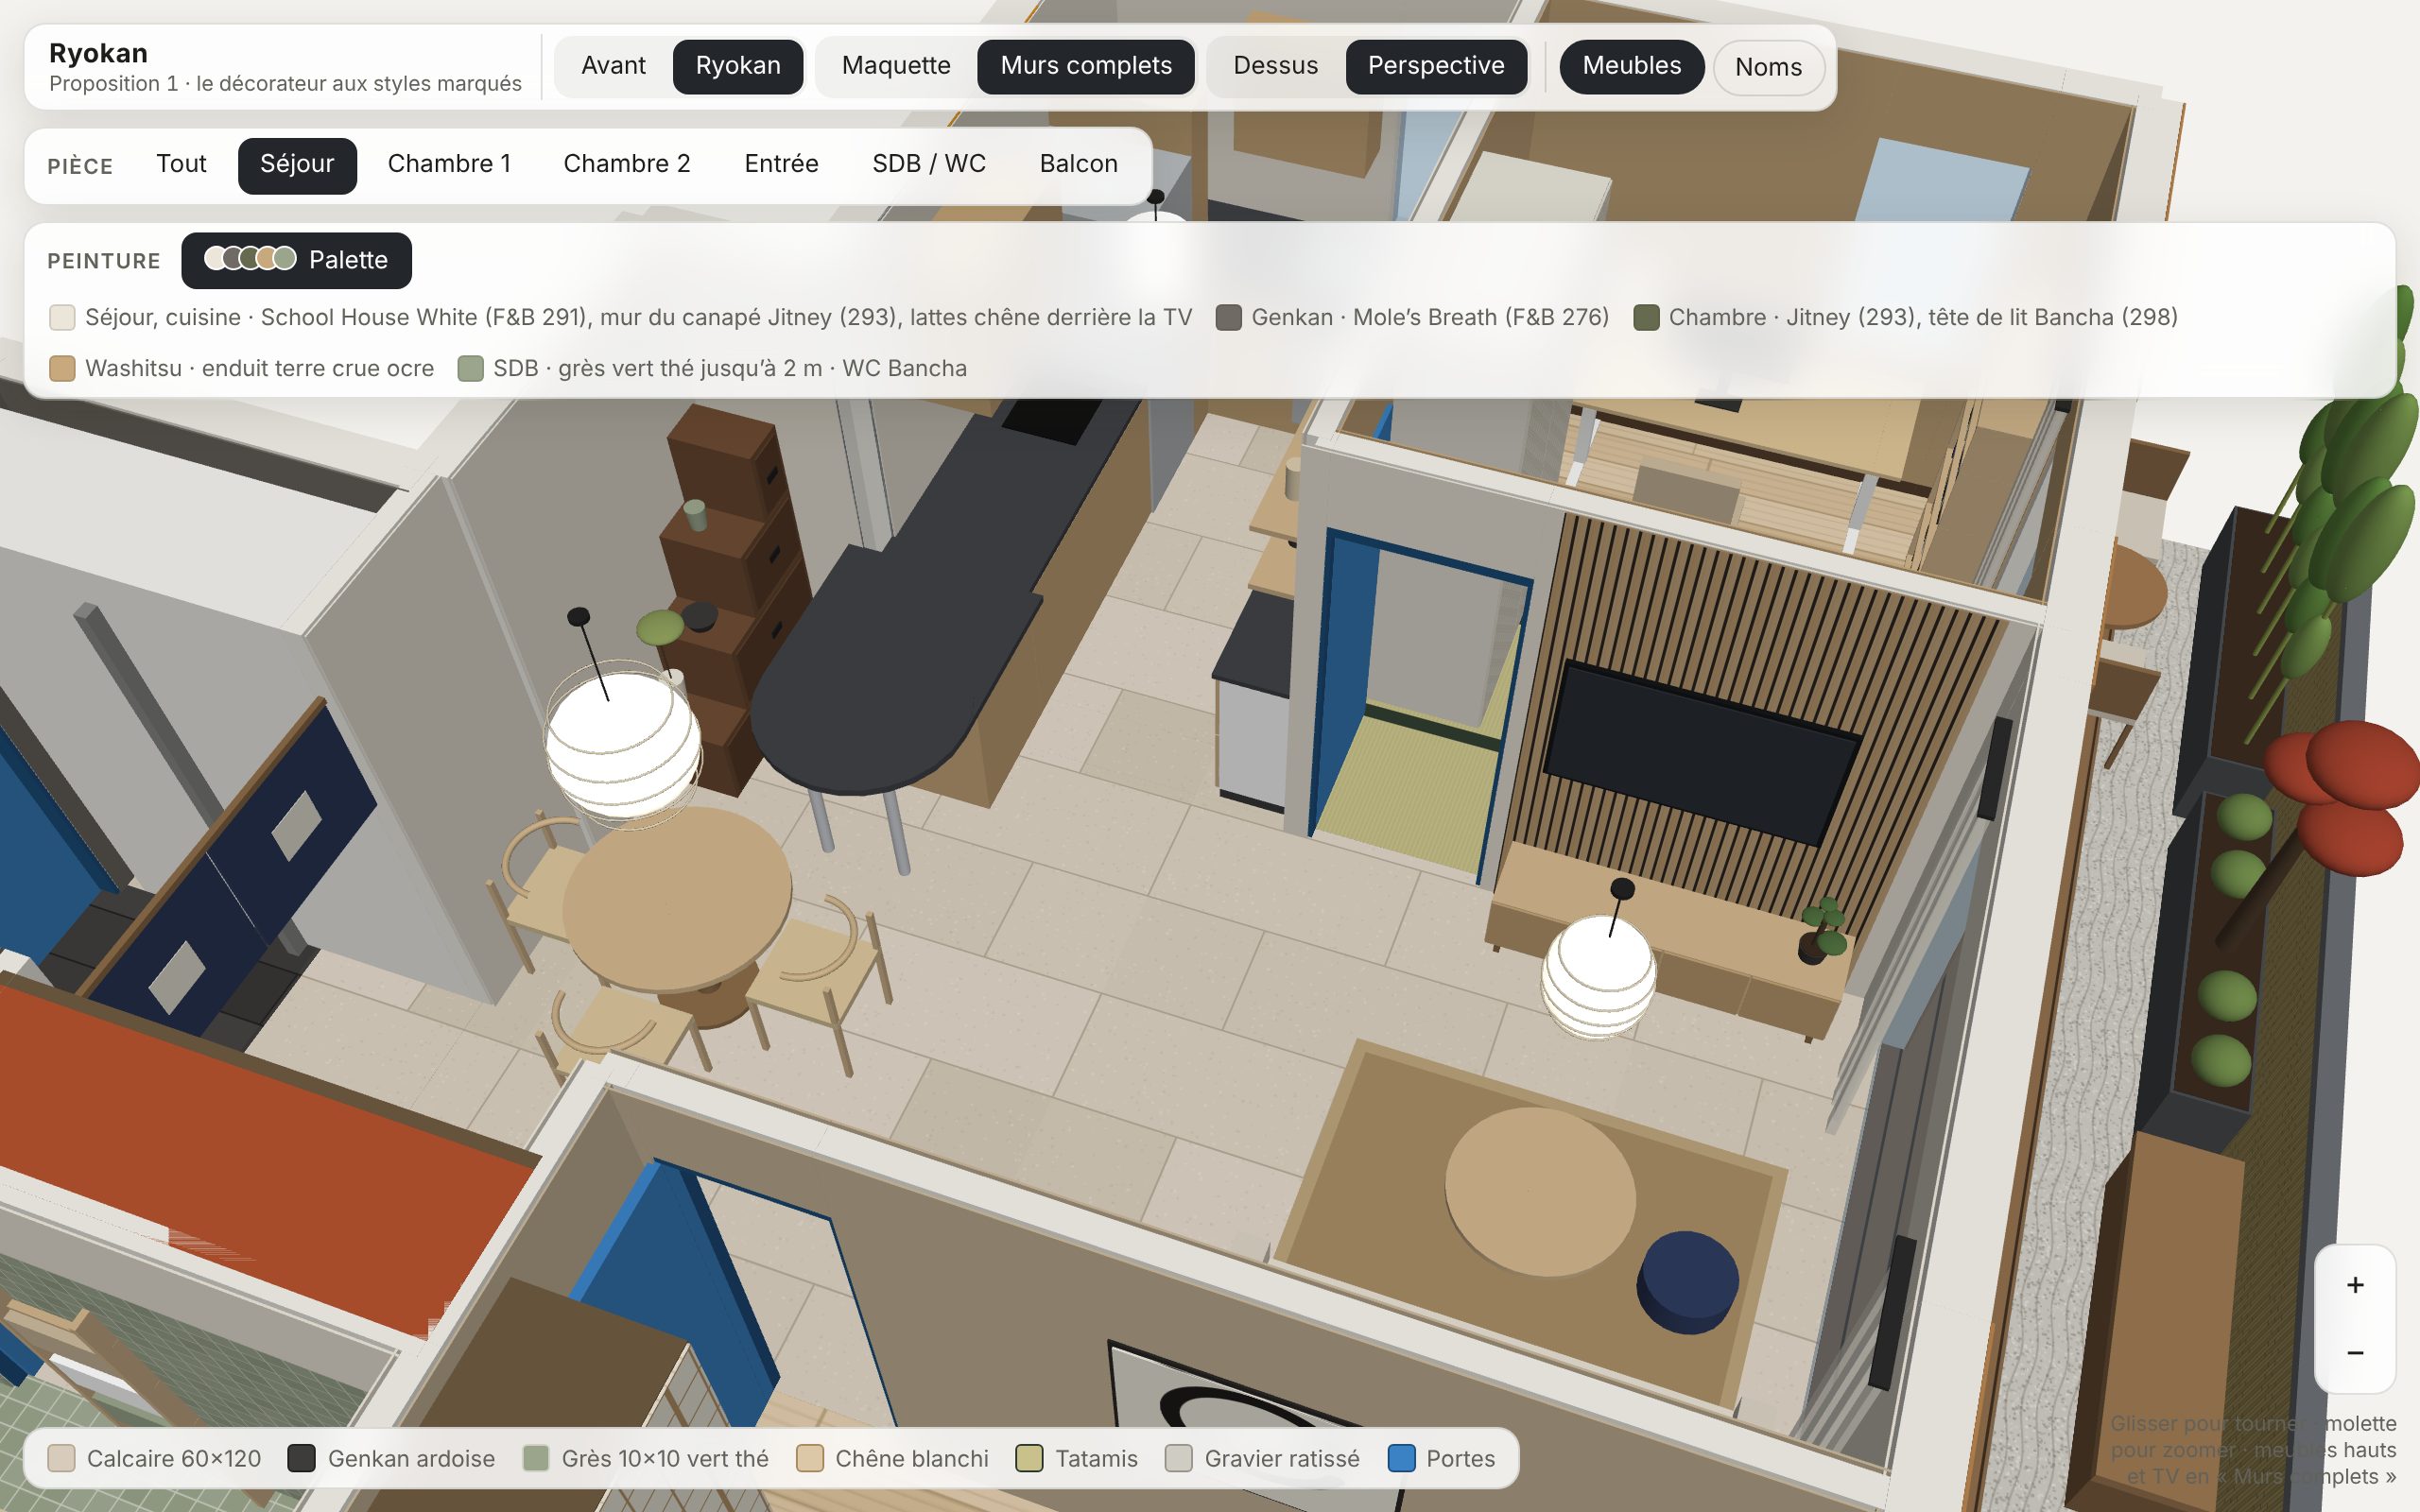 Ryokan
Proposition 1 · le décorateur aux styles marqués
Avant Ryokan Maquette Murs complets Dessus Perspective Meubles Noms
PIÈCE Tout Séjour Chambre 1 Chambre 2 Entrée SDB / WC Balcon
PEINTURE Palette
Séjour, cuisine · School House White (F&B 291), mur du canapé Jitney (293), lattes chêne derrière la TV Genkan · Mole’s Breath (F&B 276) Chambre · Jitney (293), tête de lit Bancha (298)
Washitsu · enduit terre crue ocre SDB · grès vert thé jusqu’à 2 m · WC Bancha
+
−
Calcaire 60×120 Genkan ardoise Grès 10×10 vert thé Chêne blanchi Tatamis Gravier ratissé Portes
Glisser pour tourner · molette
pour zoomer · meubles hauts
et TV en « Murs complets »